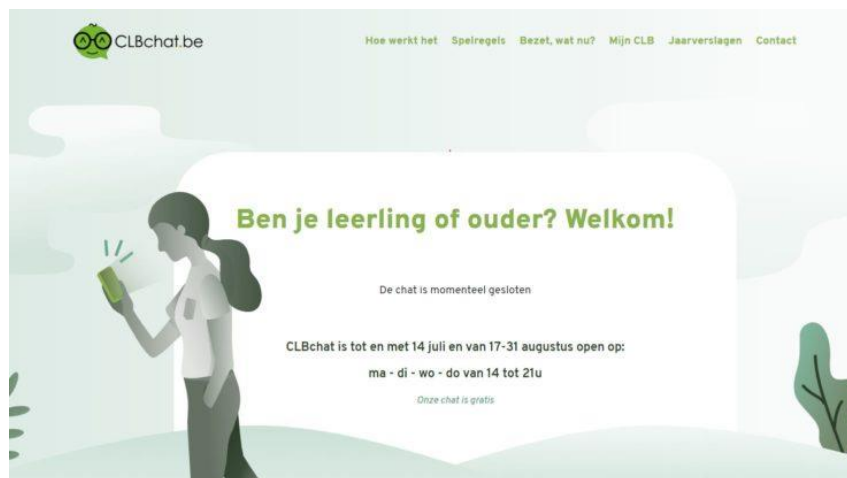 CLBchat.be
Hoe werkt het Spelregels Bezet, wat nu? Mijn CLB Jaarverslagen Contact
Ben je leerling of ouder? Welkom!
De chat is momenteel gesloten
CLBchat is tot en met 14 juli en van 17-31 augustus open op:
ma - di - wo - do van 14 tot 21u
Onze chat is gratis